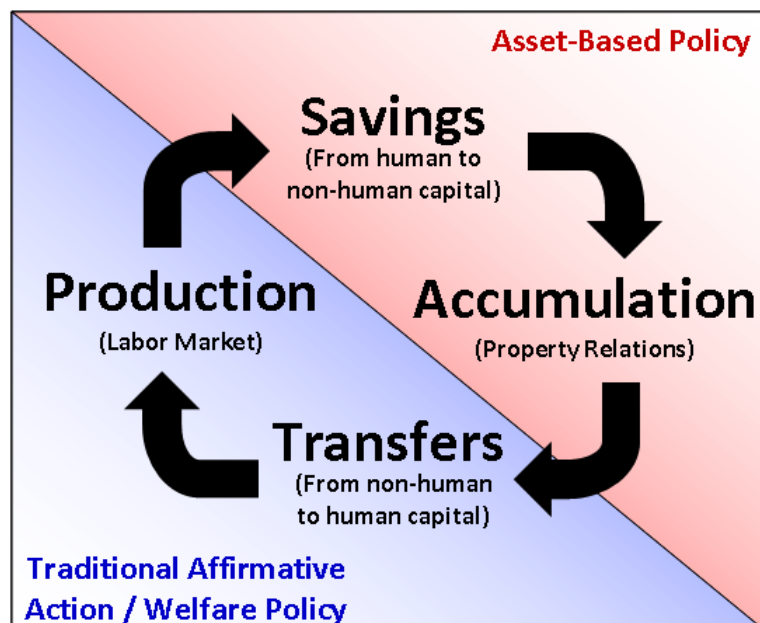 Asset-Based Policy
Savings
(From human to
non-human capital)
Production
(Labor Market)
Accumulation
(Property Relations)
Transfers
(From non-human
to human capital)
Traditional Affirmative
Action / Welfare Policy